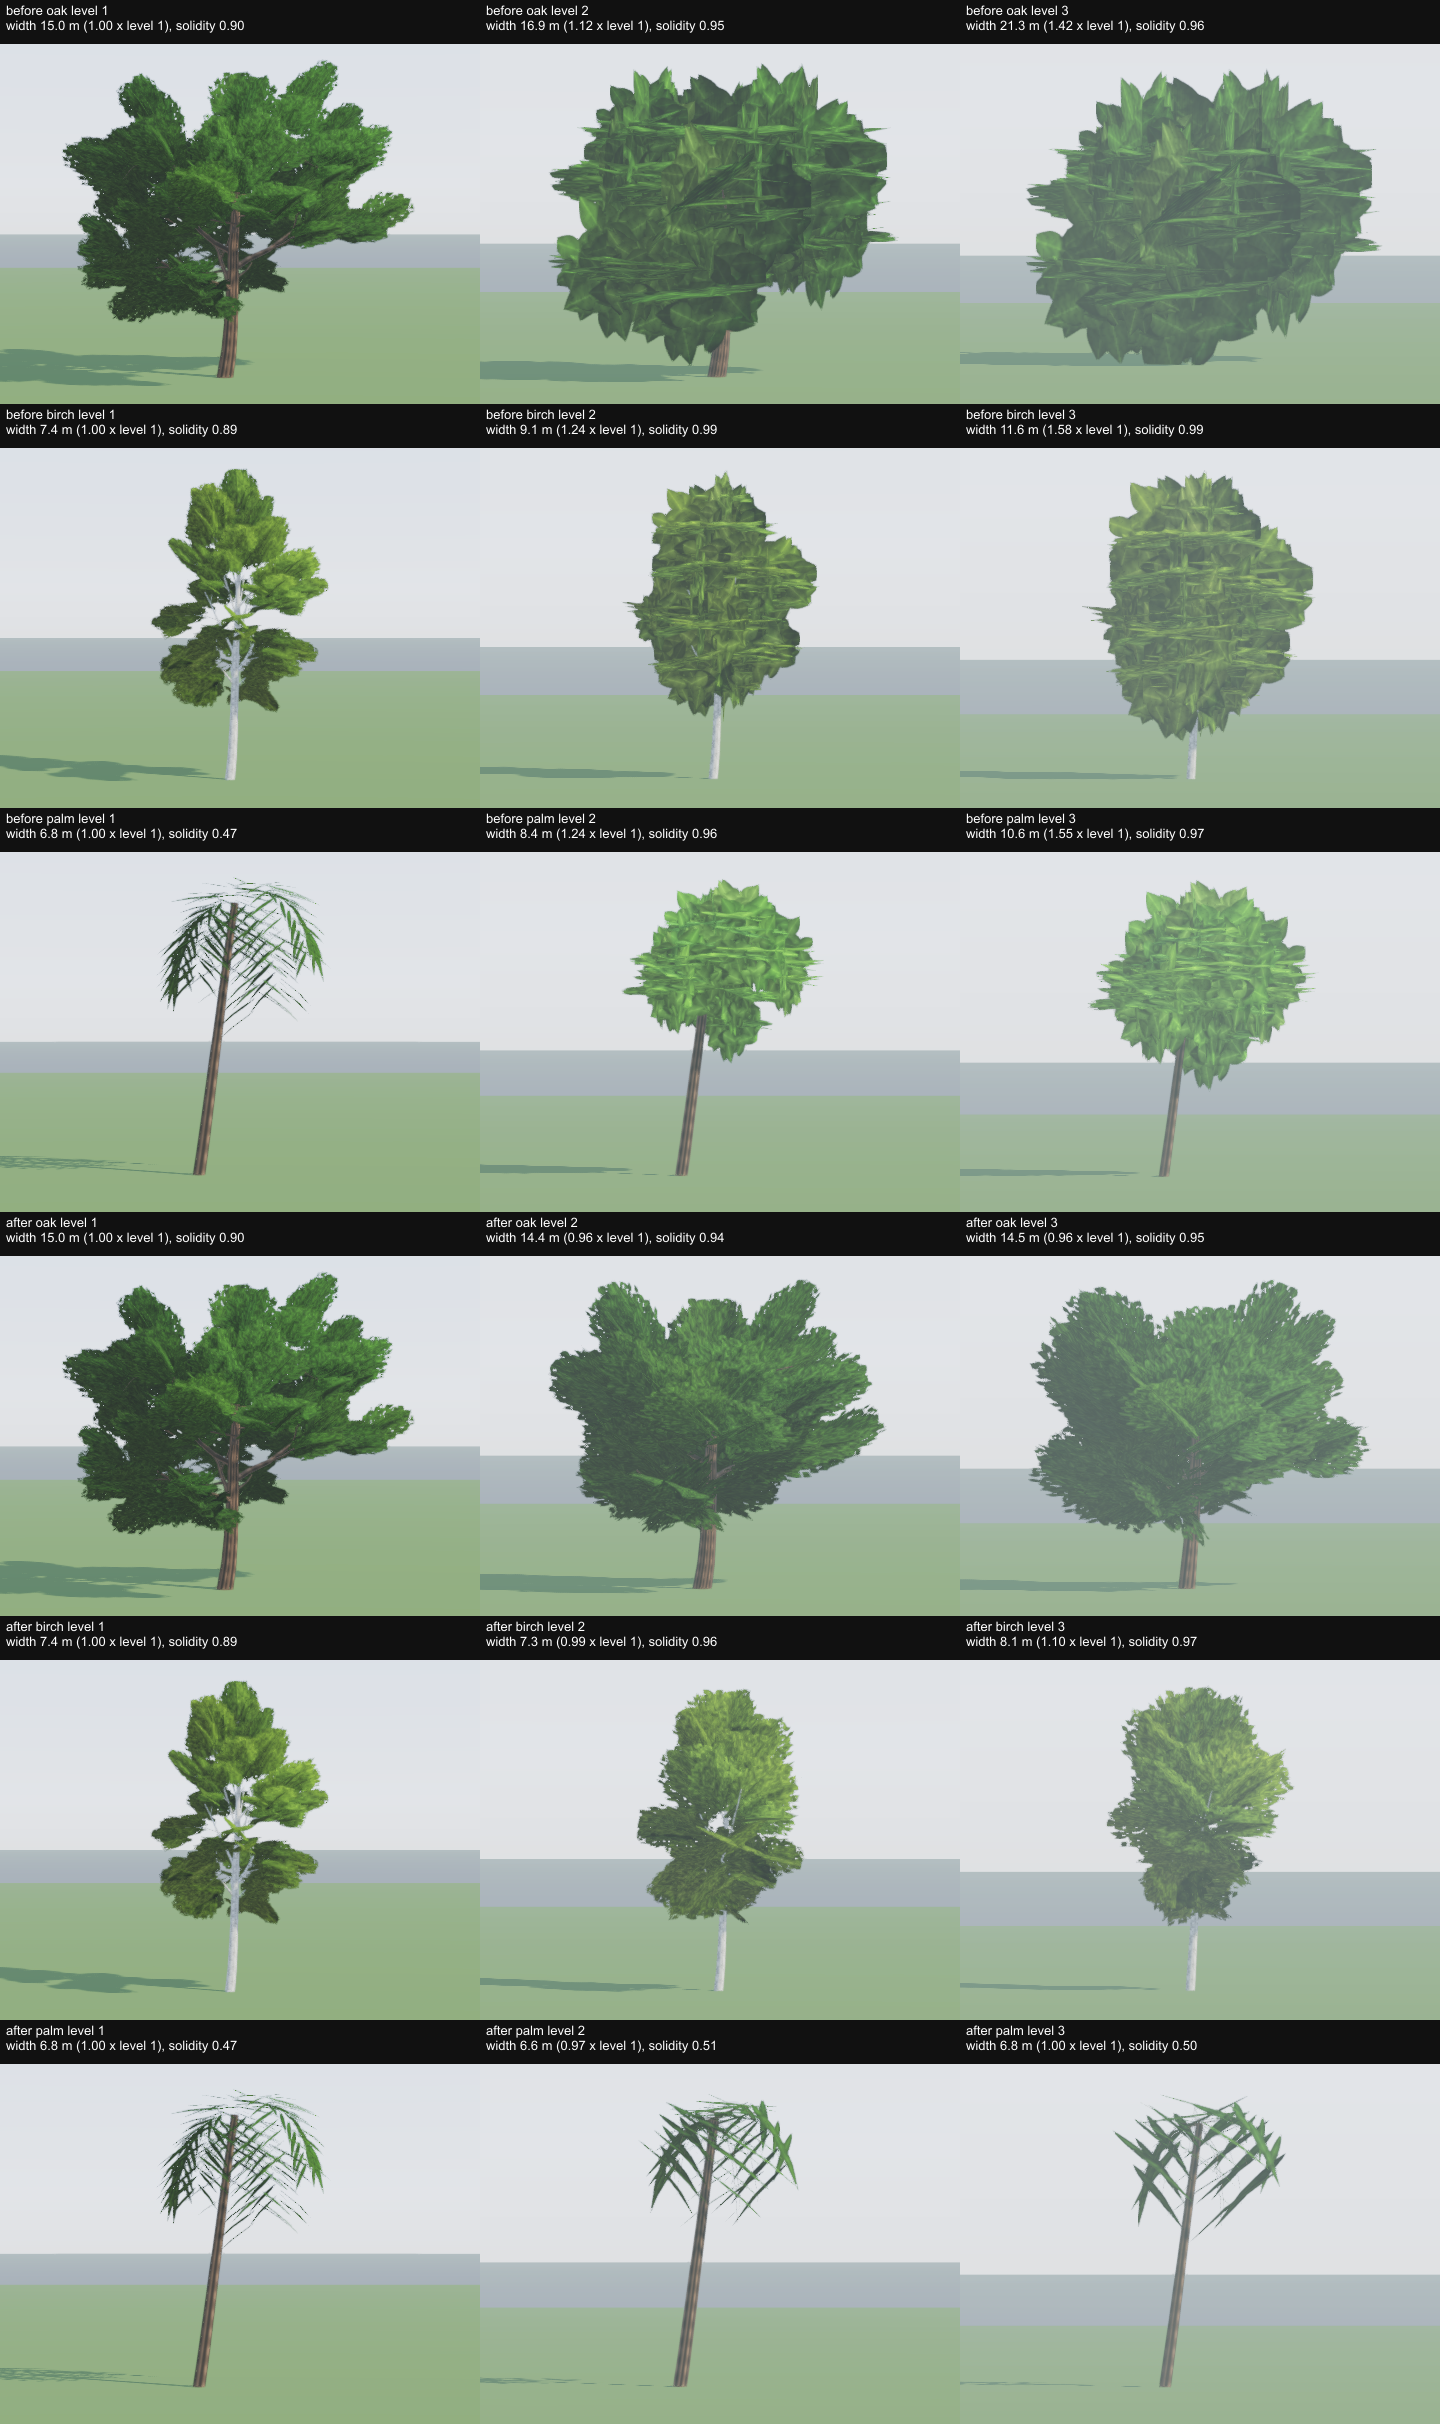 before oak level 1
width 15.0 m (1.00 x level 1), solidity 0.90
before oak level 2
width 16.9 m (1.12 x level 1), solidity 0.95
before oak level 3
width 21.3 m (1.42 x level 1), solidity 0.96
before birch level 1
width 7.4 m (1.00 x level 1), solidity 0.89
before birch level 2
width 9.1 m (1.24 x level 1), solidity 0.99
before birch level 3
width 11.6 m (1.58 x level 1), solidity 0.99
before palm level 1
width 6.8 m (1.00 x level 1), solidity 0.47
before palm level 2
width 8.4 m (1.24 x level 1), solidity 0.96
before palm level 3
width 10.6 m (1.55 x level 1), solidity 0.97
after oak level 1
width 15.0 m (1.00 x level 1), solidity 0.90
after oak level 2
width 14.4 m (0.96 x level 1), solidity 0.94
after oak level 3
width 14.5 m (0.96 x level 1), solidity 0.95
after birch level 1
width 7.4 m (1.00 x level 1), solidity 0.89
after birch level 2
width 7.3 m (0.99 x level 1), solidity 0.96
after birch level 3
width 8.1 m (1.10 x level 1), solidity 0.97
after palm level 1
width 6.8 m (1.00 x level 1), solidity 0.47
after palm level 2
width 6.6 m (0.97 x level 1), solidity 0.51
after palm level 3
width 6.8 m (1.00 x level 1), solidity 0.50